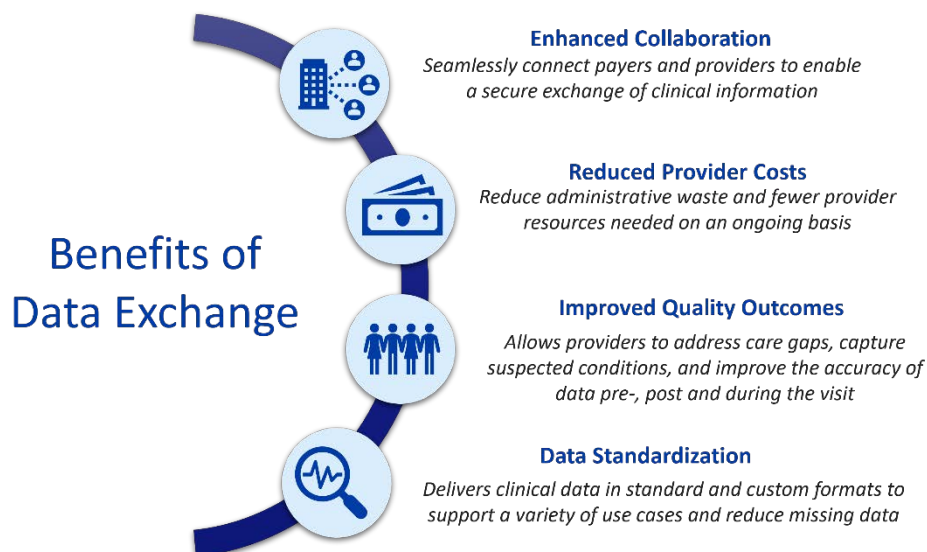 Benefits of
Data Exchange
Enhanced Collaboration
Seamlessly connect payers and providers to enable
a secure exchange of clinical information
Reduced Provider Costs
Reduce administrative waste and fewer provider
resources needed on an ongoing basis
Improved Quality Outcomes
Allows providers to address care gaps, capture
suspected conditions, and improve the accuracy of
data pre-, post and during the visit
Data Standardization
Delivers clinical data in standard and custom formats to
support a variety of use cases and reduce missing data